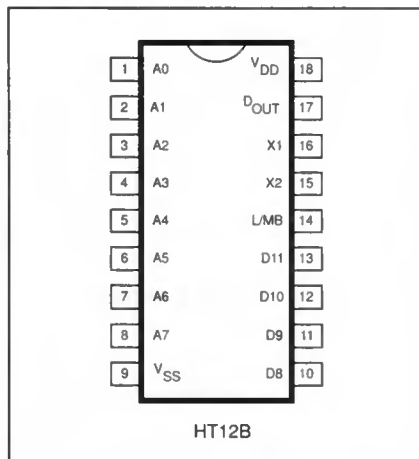 1 A0 VDD 18
2 A1 DOUT 17
3 A2 X1 16
4 A3 X2 15
5 A4 L/MB 14
6 A5 D11 13
7 A6 D10 12
8 A7 D9 11
9 VSS D8 10
HT12B